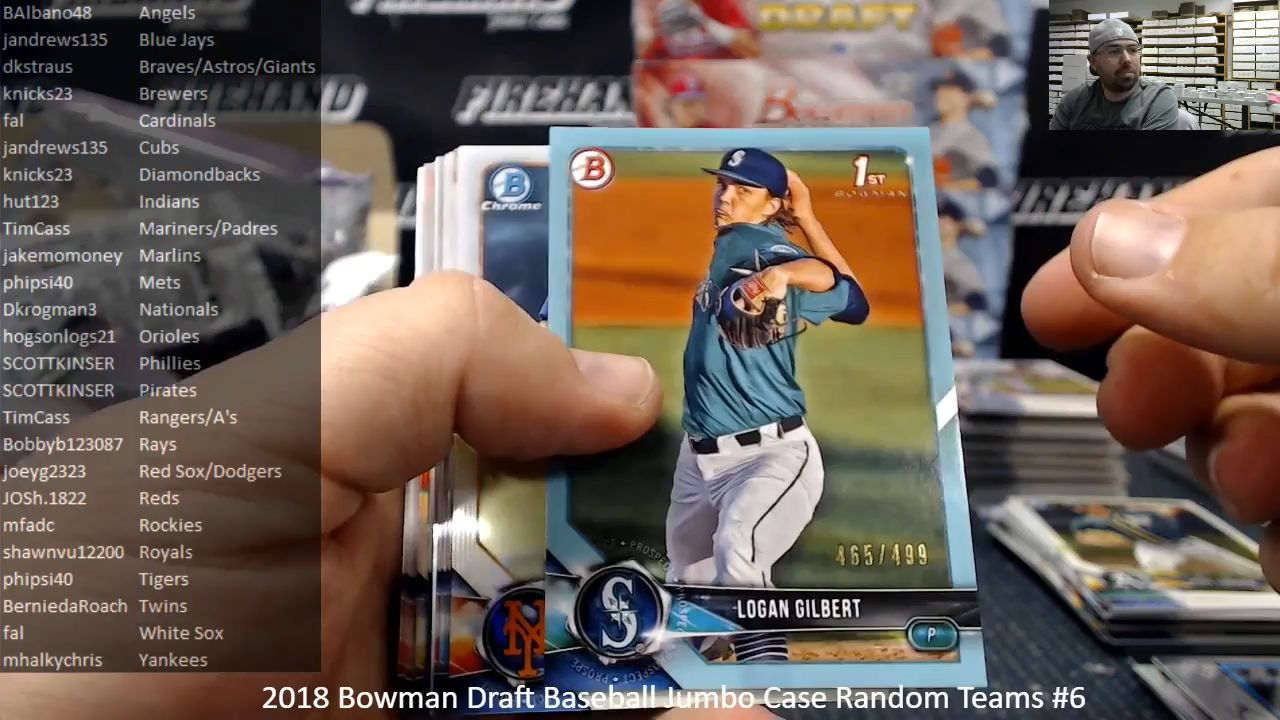 BAlbano48 Angels
jandrews135 Blue Jays
dkstraus Braves/Astros/Giants
knicks23 Brewers
fal Cardinals
jandrews135 Cubs
knicks23 Diamondbacks
hut123 Indians
TimCass Mariners/Padres
jakemomoney Marlins
phipsi40 Mets
Dkrogman3 Nationals
hogsonlogs21 Orioles
SCOTTKINSER Phillies
SCOTTKINSER Pirates
TimCass Rangers/A's
Bobbyb123087 Rays
joeyg2323 Red Sox/Dodgers
JOSh.1822 Reds
mfadc Rockies
shawnvu12200 Royals
phipsi40 Tigers
BerniedaRoach Twins
fal White Sox
mhalkychris Yankees
DRAFT
FIREHAND
B
Chrome
B
1ST
BOWMAN
S
465/499
LOGAN GILBERT
P
S
NY
2018 Bowman Draft Baseball Jumbo Case Random Teams #6